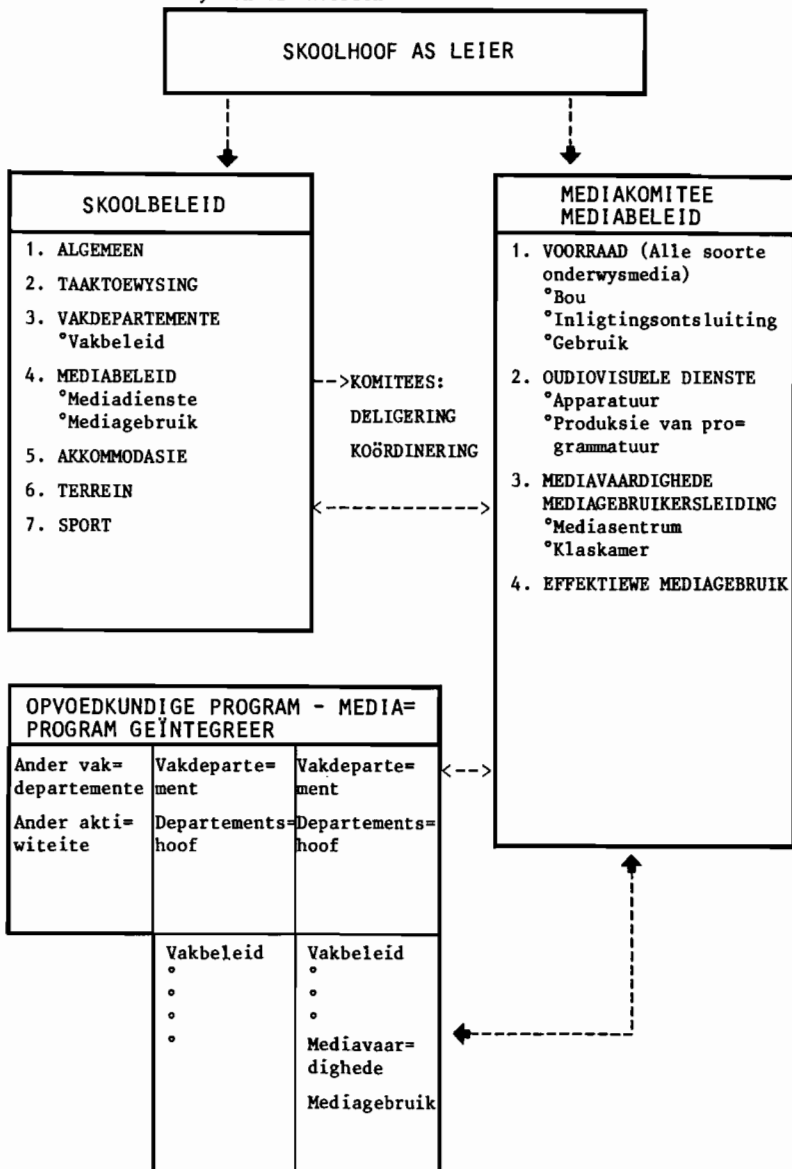 SKOOLHOOF AS LEIER
SKOOLBELEID
1. ALGEMEEN
2. TAAKTOEWYSING
3. VAKDEPARTEMENTE
°Vakbeleid
4. MEDIABELEID
°Mediadienste
°Mediagebruik
5. AKKOMMODASIE
6. TERREIN
7. SPORT
-->KOMITEES:
DELIGERING
KOöRDINERING
<-------------->
MEDIAKOMITEE
MEDIABELEID
1. VOORRAAD (Alle soorte
onderwysmedia)
°Bou
°Inligtingsontsluiting
°Gebruik
2. OUDIOVISUELE DIENSTE
°Apparatuur
°Produksie van pro=
grammatuur
3. MEDIAVAARDIGHEDE
MEDIAGEBRUIKERSLEIDING
°Mediasentrum
°Klaskamer
4. EFFEKTIEWE MEDIAGEBRUIK
OPVOEDKUNDIGE PROGRAM - MEDIA=
PROGRAM GEÏNTEGREER
Ander vak=
departemente
Ander akti=
witeite
Vakdeparte=
ment
Departements=
hoof
Vakdeparte=
ment
Departements=
hoof
<-->
Vakbeleid
°
°
°
°
Vakbeleid
°
°
°
Mediavaar=
dighede
Mediagebruik